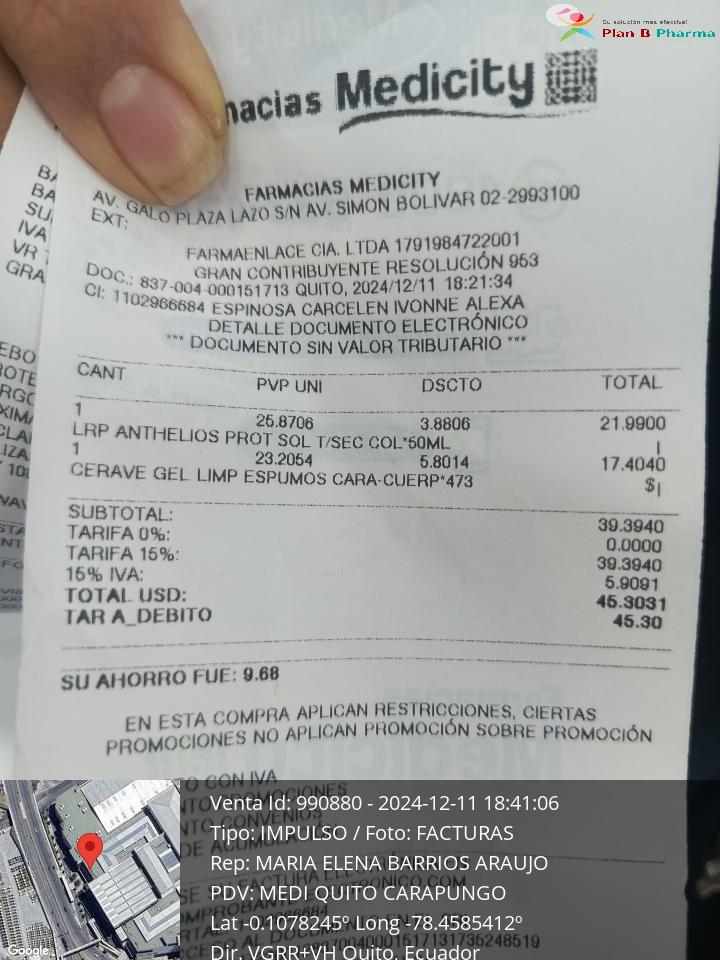 Su solución más efectiva!
Plan B Pharma
macias Medicity
FARMACIAS MEDICITY
AV. GALO PLAZA LAZO S/N AV. SIMON BOLIVAR 02-2993100
EXT:
FARMAENLACE CIA. LTDA 1791984722001
GRAN CONTRIBUYENTE RESOLUCIÓN 953
DOC.: 837-004-000151713 QUITO, 2024/12/11 18:21:34
CI: 1102966684 ESPINOSA CARCELEN IVONNE ALEXA
DETALLE DOCUMENTO ELECTRÓNICO
*** DOCUMENTO SIN VALOR TRIBUTARIO ***
CANT PVP UNI DSCTO TOTAL
1 25.8706 3.8806 21.9900
LRP ANTHELIOS PROT SOL T/SEC COL*50ML |
1 23.2054 5.8014 17.4040
CERAVE GEL LIMP ESPUMOS CARA-CUERP*473 $|
SUBTOTAL: 39.3940
TARIFA 0%: 0.0000
TARIFA 15%: 39.3940
15% IVA: 5.9091
TOTAL USD: 45.3031
TAR A_DEBITO 45.30
SU AHORRO FUE: 9.68
EN ESTA COMPRA APLICAN RESTRICCIONES, CIERTAS
PROMOCIONES NO APLICAN PROMOCIÓN SOBRE PROMOCIÓN
CON IVA
PROMOCIONES
CONVENIOS
DE ACUMULACIÓN
Venta Id: 990880 - 2024-12-11 18:41:06
Tipo: IMPULSO / Foto: FACTURAS
Rep: MARIA ELENA BARRIOS ARAUJO
PDV: MEDI QUITO CARAPUNGO
Lat -0.1078245º Long -78.4585412º
Dir. VGRR+VH Quito, Ecuador
Google